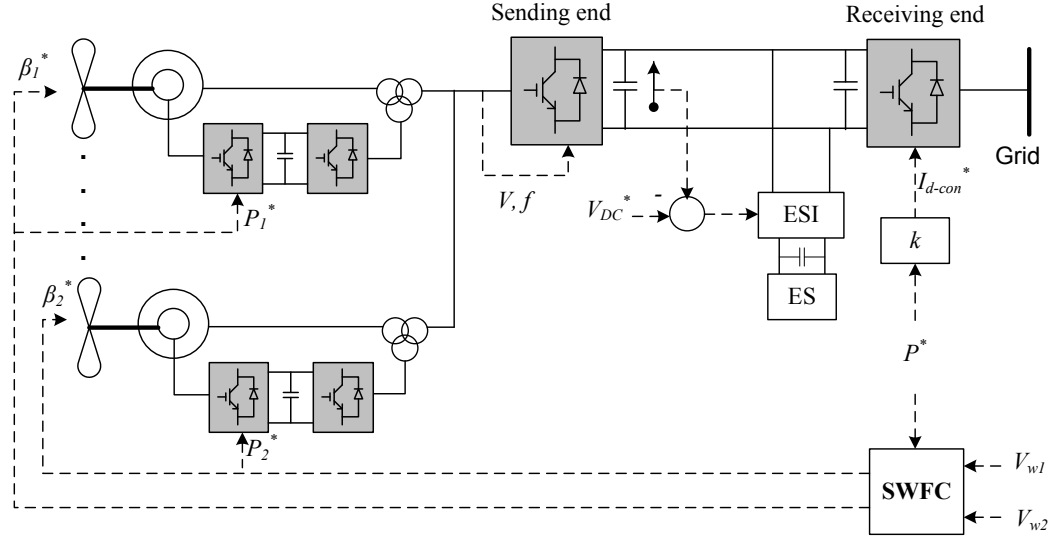 Sending end
Receiving end
β1*
P1*
V, f
VDC*
-
ESI
ES
Id-con*
k
Grid
β2*
P2*
P*
SWFC
Vw1
Vw2